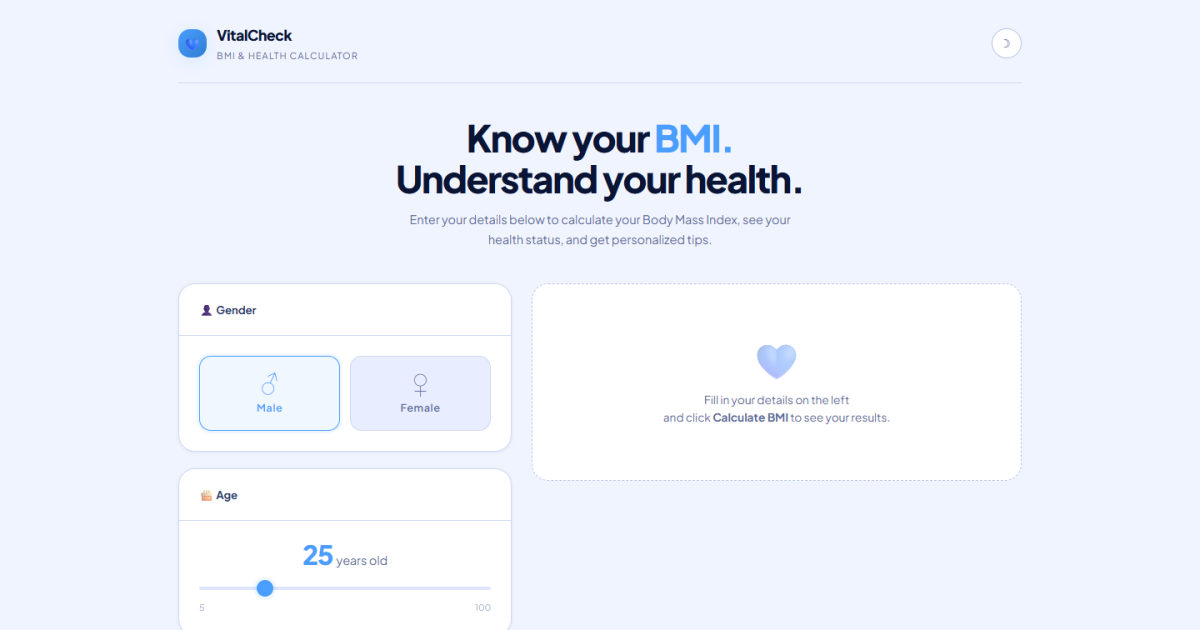 VitalCheck
BMI & HEALTH CALCULATOR
Know your BMI.
Understand your health.
Enter your details below to calculate your Body Mass Index, see your
health status, and get personalized tips.
Gender
Male
Female
Fill in your details on the left
and click Calculate BMI to see your results.
Age
25 years old
5
100